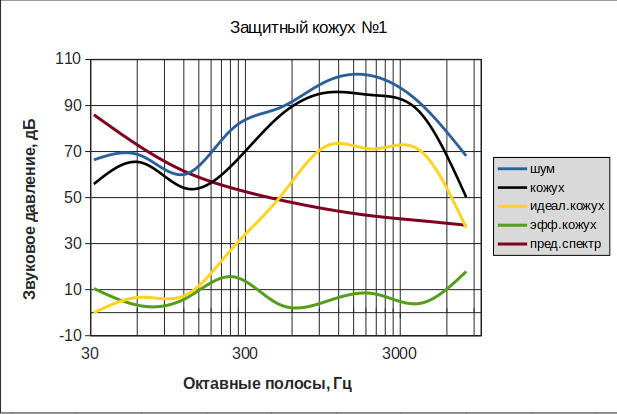 Защитный кожух №1
110
90
70
50
30
10
-10
Звуковое давление, дБ
30 300 3000
Октавные полосы, Гц
шум
кожух
идеал.кожух
эфф.кожух
пред.спектр